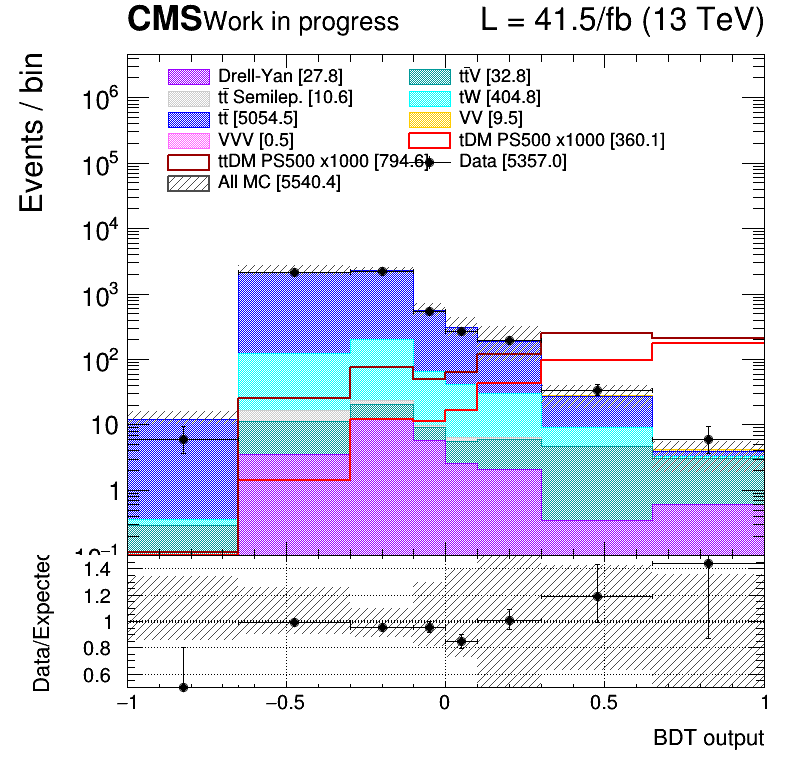 CMS Work in progress L = 41.5/fb (13 TeV)
Events / bin
Drell-Yan [27.8] tt̄V [32.8]
tt̄ Semilep. [10.6] tW [404.8]
tt̄ [5054.5] VV [9.5]
VVV [0.5] tDM PS500 x1000 [360.1]
ttDM PS500 x1000 [794.6] Data [5357.0]
All MC [5540.4]
10⁶
10⁵
10⁴
10³
10²
10
1
10⁻¹
Data/Expected
1.4
1.2
1
0.8
0.6
−1 −0.5 0 0.5 1
BDT output